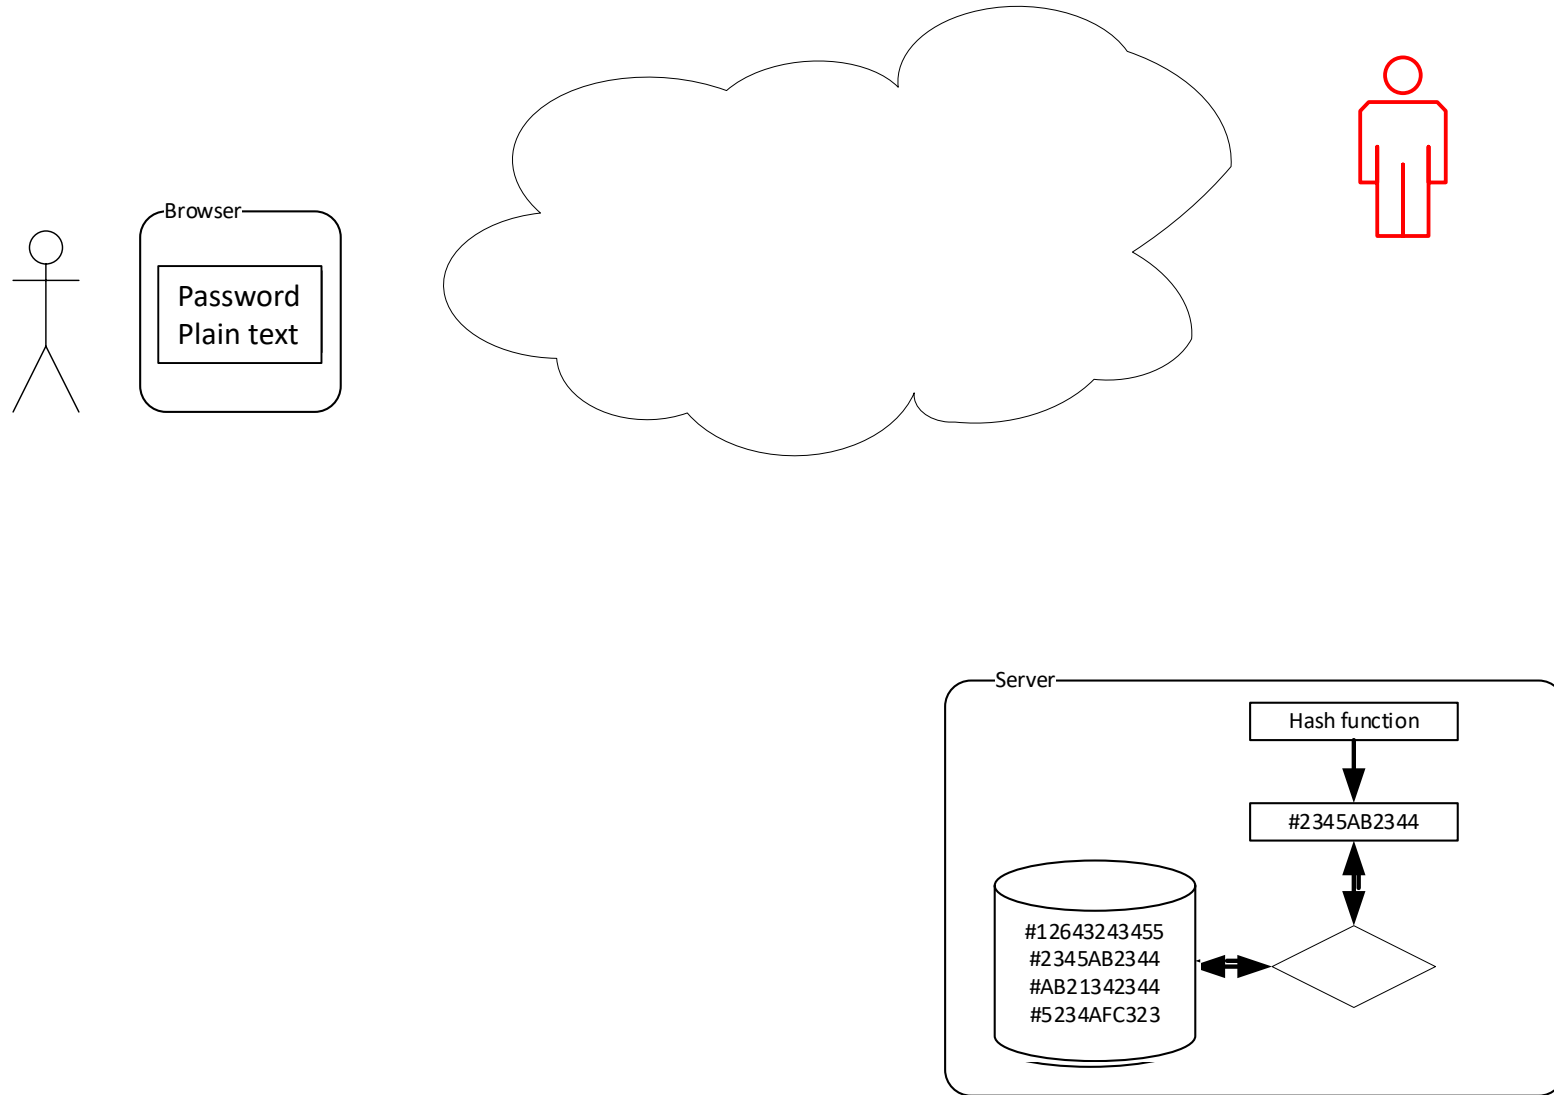 Browser
Password
Plain text
Server
Hash function
#2345AB2344
#12643243455
#2345AB2344
#AB21342344
#5234AFC323